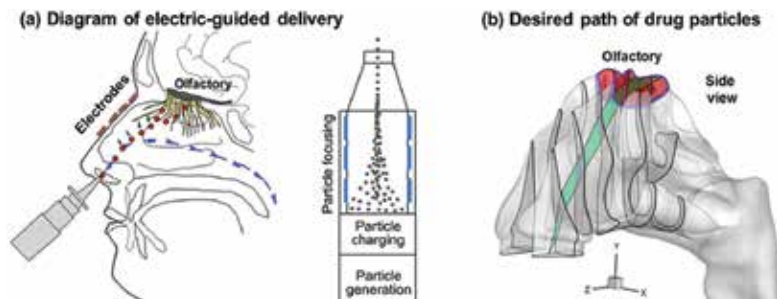 (a) Diagram of electric-guided delivery
Electrodes
Olfactory
Particle focusing
Particle
charging
Particle
generation
(b) Desired path of drug particles
Olfactory
Side
view
Y
Z
X